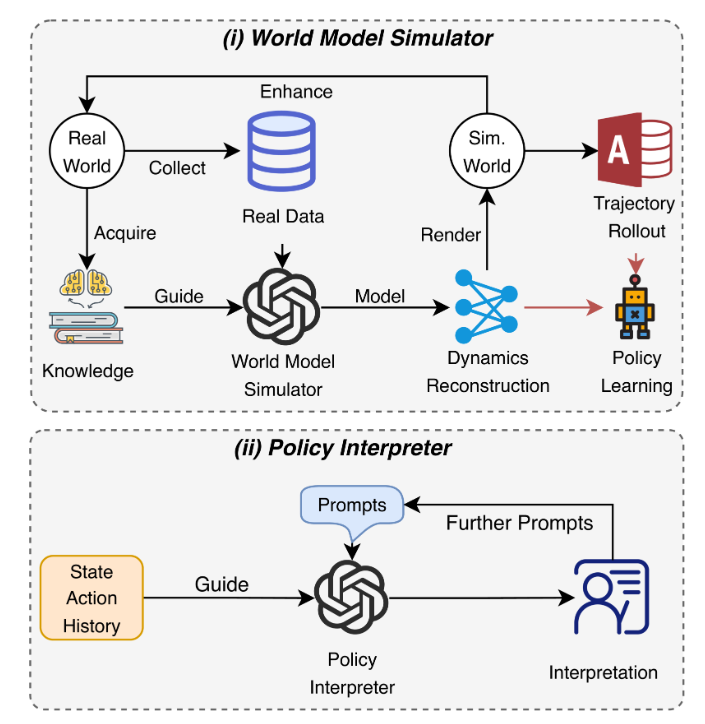 (i) World Model Simulator
Enhance
Real
World
Collect
Real Data
Sim.
World
A
Trajectory
Rollout
Acquire
Render
Guide
Model
Knowledge
World Model
Simulator
Dynamics
Reconstruction
Policy
Learning
(ii) Policy Interpreter
Prompts
Further Prompts
State
Action
History
Guide
Policy
Interpreter
Interpretation